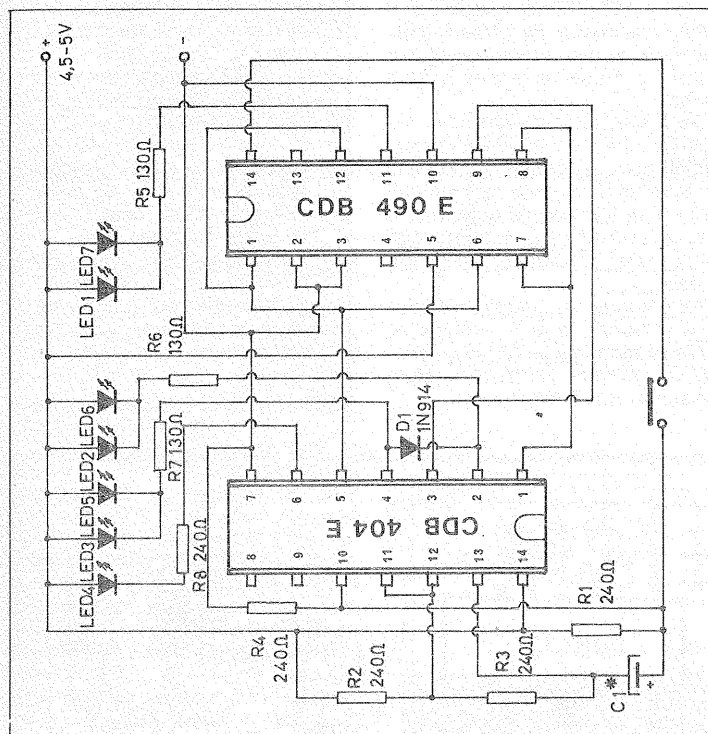 +
4,5-5V
-
R5 130Ω
14
13
12
11
10
9
8
CDB 490 E
1
2
3
4
5
6
7
LED1
LED7
R6
130Ω
LED4
LED3
LED5
LED2
LED6
R7 130Ω
R8 240Ω
D1
1N914
7
6
5
4
3
2
1
CDB 404 E
8
9
10
11
12
13
14
R4
240Ω
R2
240Ω
R3
240Ω
R1
240Ω
C1*
+